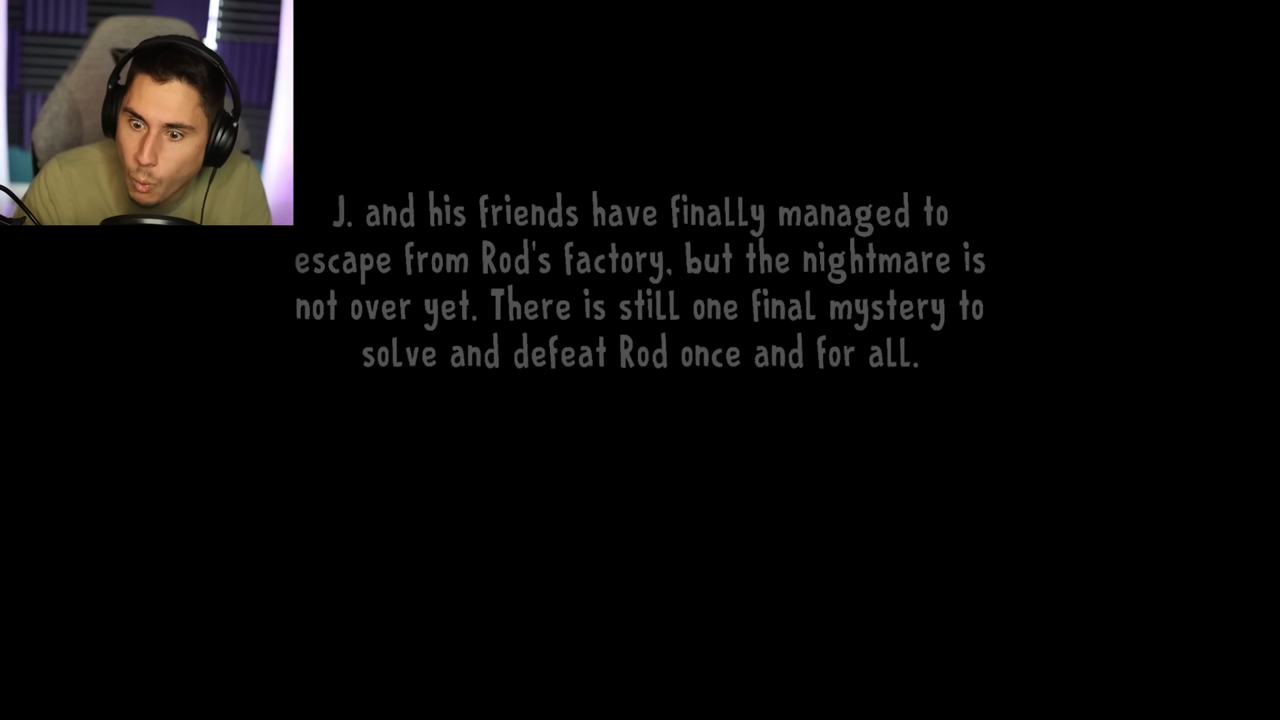 J. and his friends have finally managed to
escape from Rod's factory, but the nightmare is
not over yet. There is still one final mystery to
solve and defeat Rod once and for all.